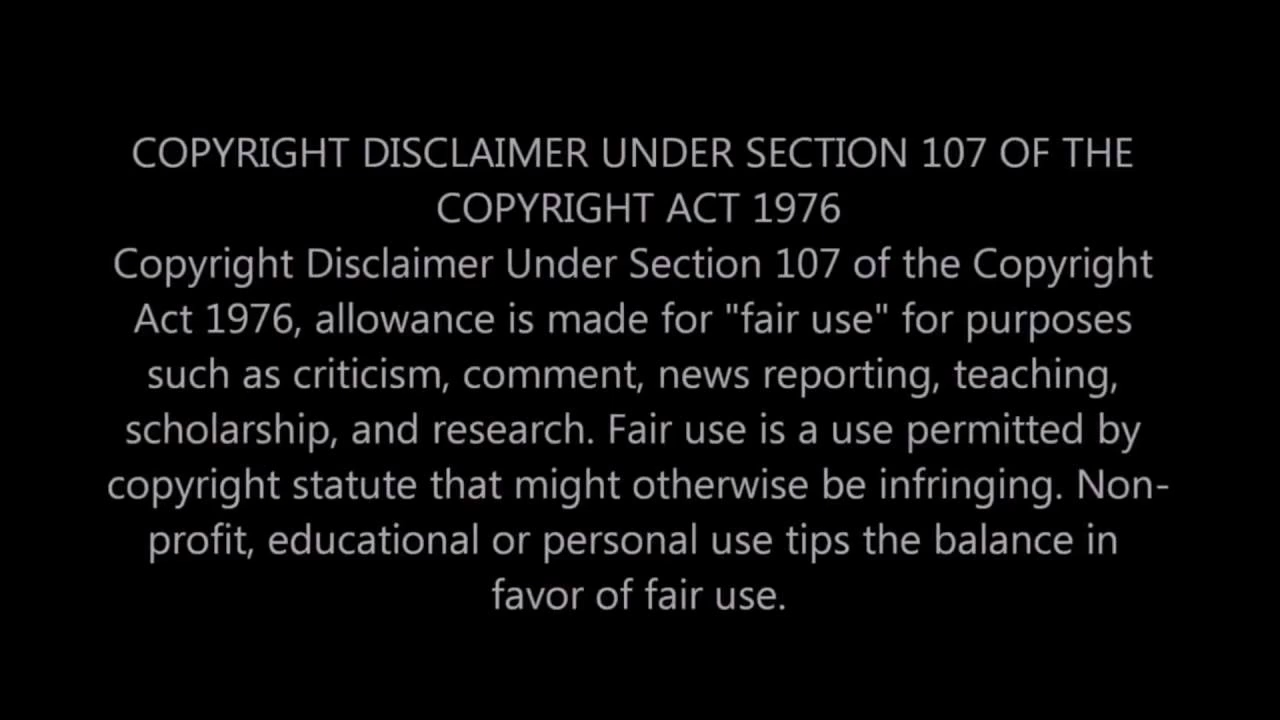 COPYRIGHT DISCLAIMER UNDER SECTION 107 OF THE
COPYRIGHT ACT 1976
Copyright Disclaimer Under Section 107 of the Copyright
Act 1976, allowance is made for "fair use" for purposes
such as criticism, comment, news reporting, teaching,
scholarship, and research. Fair use is a use permitted by
copyright statute that might otherwise be infringing. Non-
profit, educational or personal use tips the balance in
favor of fair use.